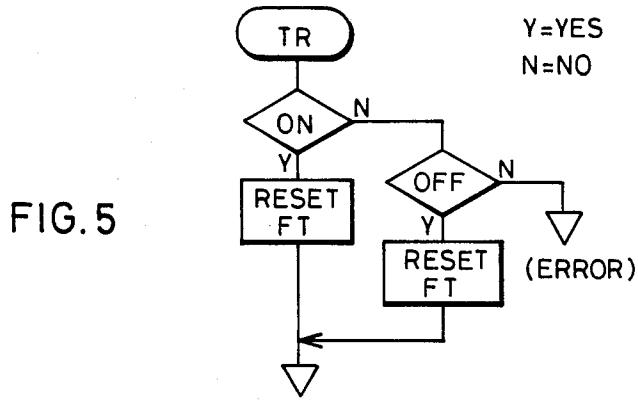 TR
Y=YES
N=NO
ON
N
Y
RESET
FT
OFF
N
Y
RESET
FT
(ERROR)
FIG. 5